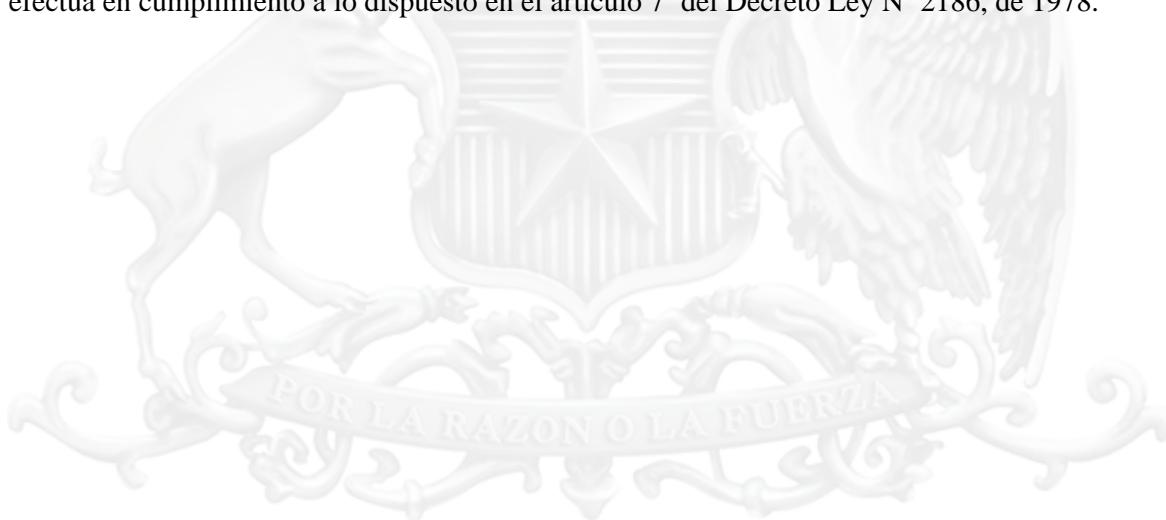 efectúa en cumplimiento a lo dispuesto en el artículo 7° del Decreto Ley N° 2186, de 1978.
POR LA RAZON O LA FUERZA